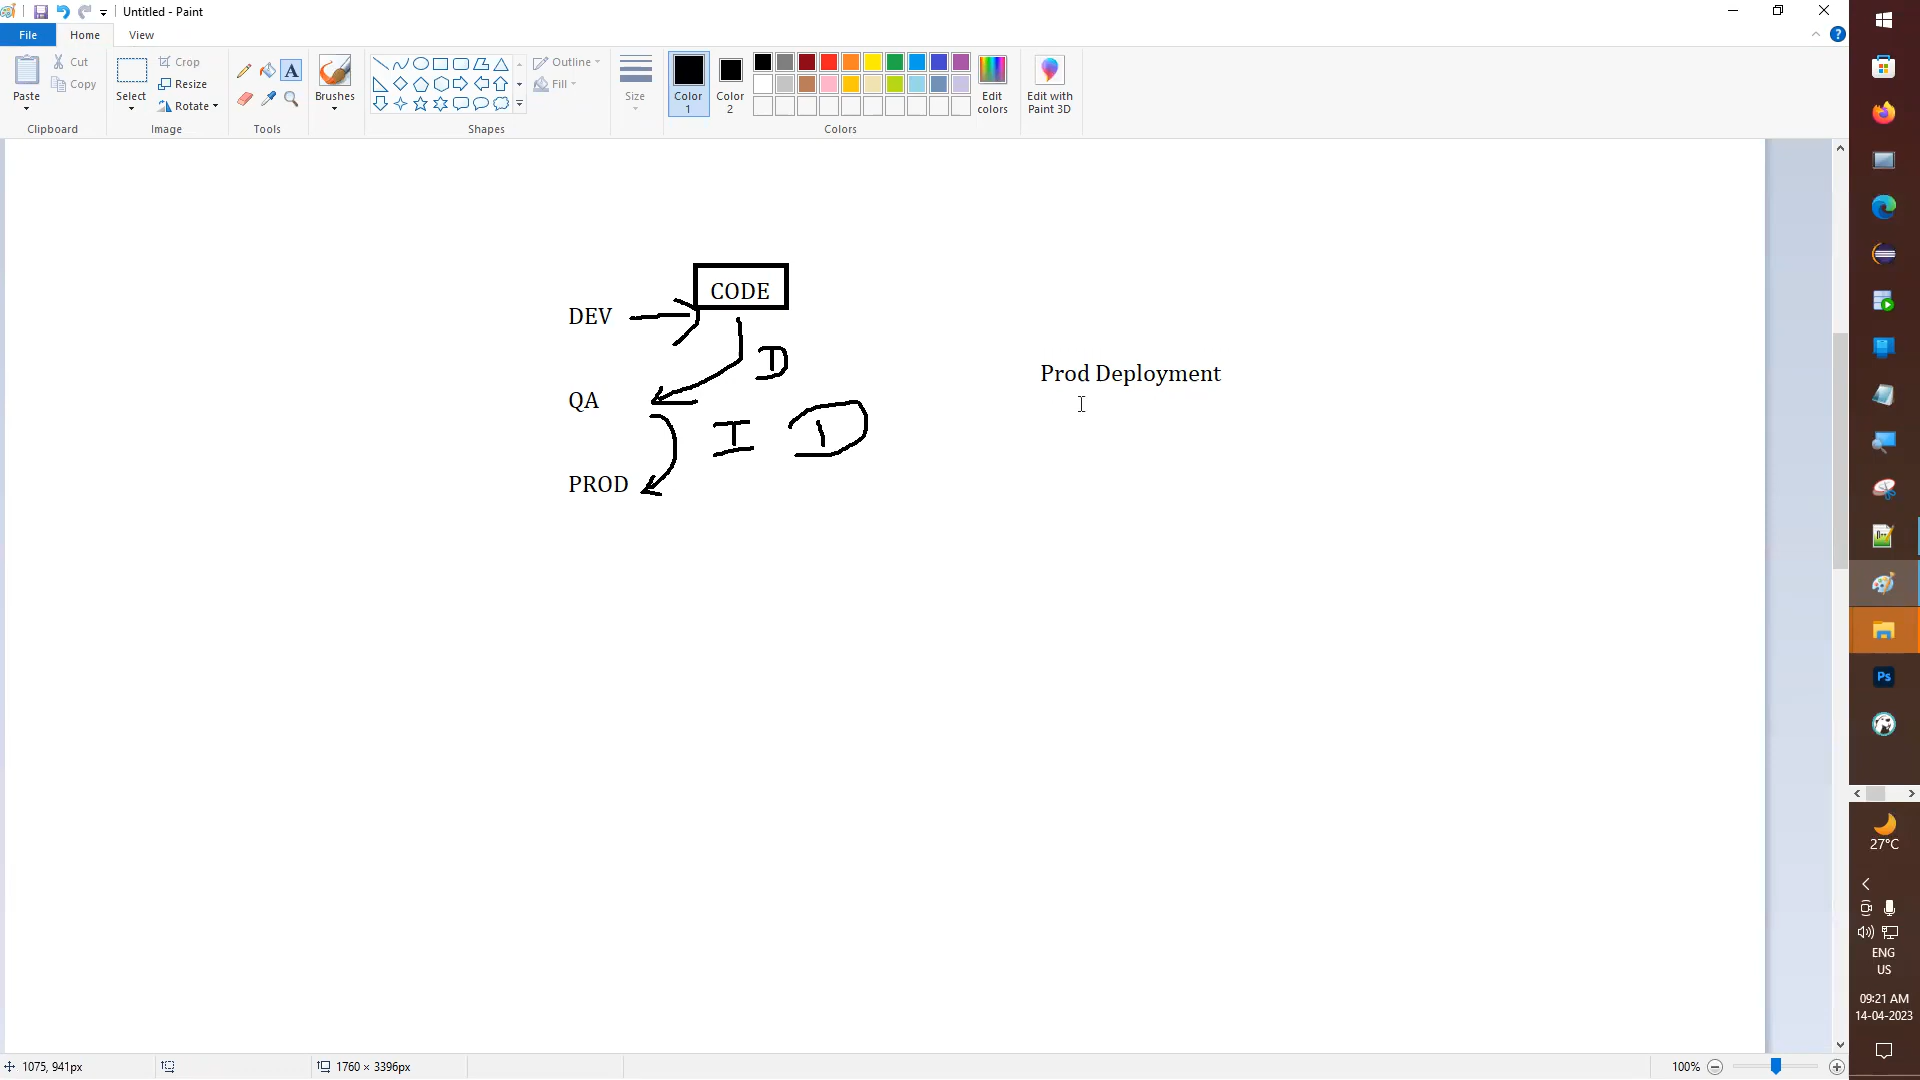 Untitled - Paint
File
Home
View
Paste
Cut
Copy
Clipboard
Select
Crop
Resize
Rotate
Image
A
Tools
Brushes
Shapes
Outline
Fill
Size
Color 1
Color 2
Edit colors
Colors
Edit with Paint 3D
?
CODE
DEV
D
Prod Deployment
QA
I D
PROD
Ps
27°C
ENG
US
09:21 AM
14-04-2023
1075, 941px
1760 × 3396px
100%